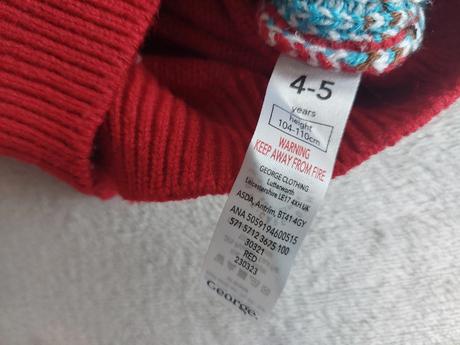 4-5
years
height
104-110cm
WARNING
KEEP AWAY FROM FIRE
GEORGE CLOTHING
Lutterworth
Leicestershire LE17 4XH UK
ASDA, Antrim, BT41 4GY
ANA 5059194600515
571 5712 3675 100
30321
RED
230323
George.